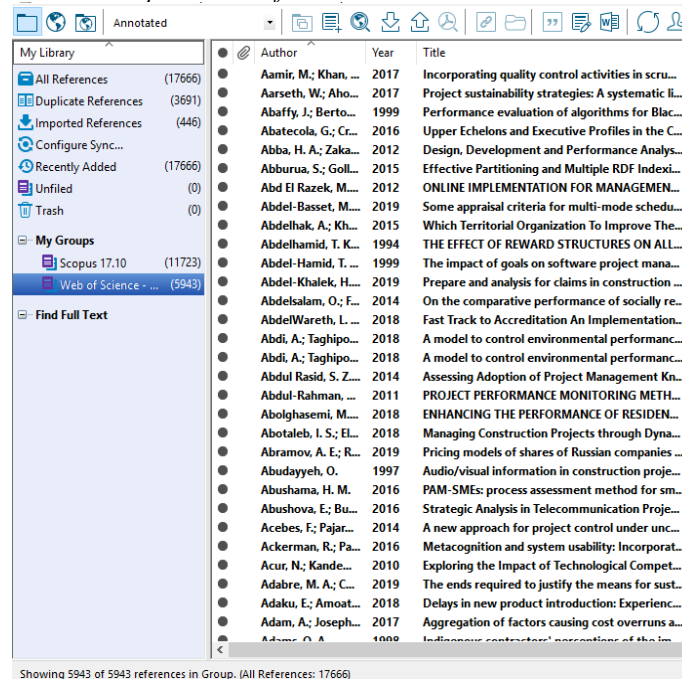 Annotated
My Library
All References (17666)
Duplicate References (3691)
Imported References (446)
Configure Sync...
Recently Added (17666)
Unfiled (0)
Trash (0)
My Groups
Scopus 17.10 (11723)
Web of Science - ... (5943)
Find Full Text
Author Year Title
Aamir, M.; Khan, ... 2017 Incorporating quality control activities in scru...
Aarseth, W.; Aho... 2017 Project sustainability strategies: A systematic li...
Abaffy, J.; Berto... 1999 Performance evaluation of algorithms for Blac...
Abatecola, G.; Cr... 2016 Upper Echelons and Executive Profiles in the C...
Abba, H. A.; Zaka... 2012 Design, Development and Performance Analys...
Abburua, S.; Goll... 2015 Effective Partitioning and Multiple RDF Indexi...
Abd El Razek, M.... 2012 ONLINE IMPLEMENTATION FOR MANAGEMEN...
Abdel-Basset, M.... 2019 Some appraisal criteria for multi-mode schedu...
Abdelhak, A.; Kh... 2015 Which Territorial Organization To Improve The...
Abdelhamid, T. K... 1994 THE EFFECT OF REWARD STRUCTURES ON ALL...
Abdel-Hamid, T. ... 1999 The impact of goals on software project mana...
Abdel-Khalek, H.... 2019 Prepare and analysis for claims in construction ...
Abdelsalam, O.; F... 2014 On the comparative performance of socially re...
AbdelWareth, L. ... 2018 Fast Track to Accreditation An Implementation...
Abdi, A.; Taghipo... 2018 A model to control environmental performanc...
Abdi, A.; Taghipo... 2018 A model to control environmental performanc...
Abdul Rasid, S. Z.... 2014 Assessing Adoption of Project Management Kn...
Abdul-Rahman, ... 2011 PROJECT PERFORMANCE MONITORING METH...
Abolghasemi, M.... 2018 ENHANCING THE PERFORMANCE OF RESIDEN...
Abotaleb, I. S.; El... 2018 Managing Construction Projects through Dyna...
Abramov, A. E.; R... 2019 Pricing models of shares of Russian companies ...
Abudayyeh, O. 1997 Audio/visual information in construction proje...
Abushama, H. M. 2016 PAM-SMEs: process assessment method for sm...
Abushova, E.; Bu... 2016 Strategic Analysis in Telecommunication Proje...
Acebes, F.; Pajar... 2014 A new approach for project control under unc...
Ackerman, R.; Pa... 2016 Metacognition and system usability: Incorporat...
Acur, N.; Kande... 2010 Exploring the Impact of Technological Compet...
Adabre, M. A.; C... 2019 The ends required to justify the means for sust...
Adaku, E.; Amoat... 2018 Delays in new product introduction: Experienc...
Adam, A.; Joseph... 2017 Aggregation of factors causing cost overruns a...
Adams, O. A. 1998 Indigenous contractors' perceptions of the im...
Showing 5943 of 5943 references in Group. (All References: 17666)